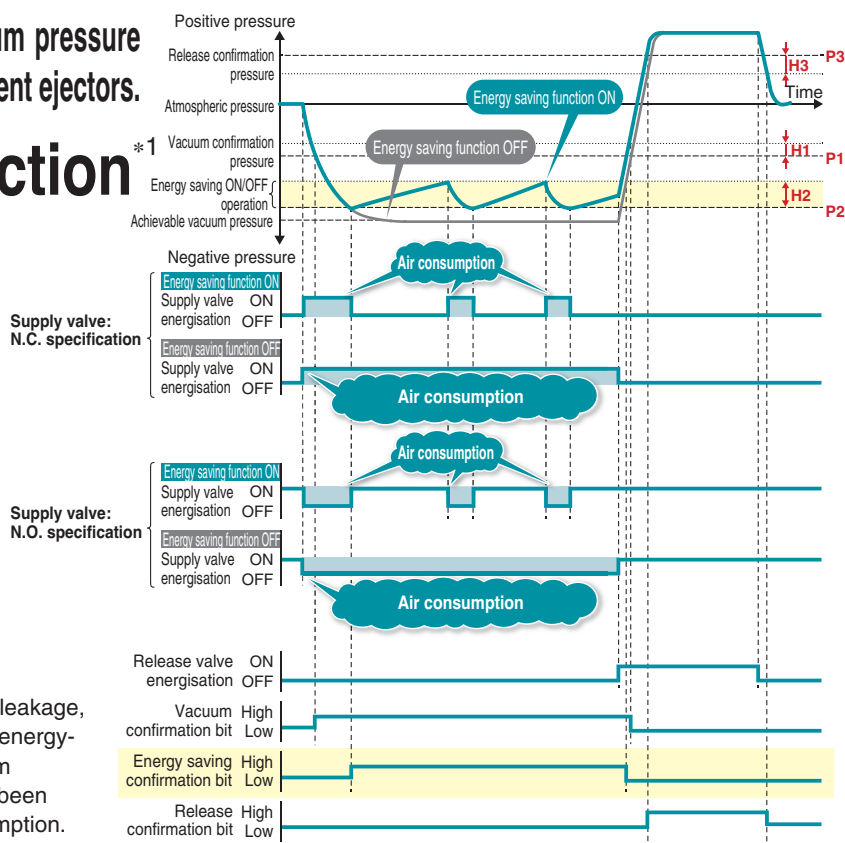 um pressure
ent ejectors.
ction*1
Positive pressure
Release confirmation
pressure
Atmospheric pressure
Vacuum confirmation
pressure
Energy saving ON/OFF
operation
Achievable vacuum pressure
Negative pressure
Energy saving function ON
Energy saving function OFF
Time
P3
H3
H1
P1
H2
P2
Supply valve:
N.C. specification
Energy saving function ON
Supply valve ON
energisation OFF
Air consumption
Energy saving function OFF
Supply valve ON
energisation OFF
Air consumption
Supply valve:
N.O. specification
Energy saving function ON
Supply valve ON
energisation OFF
Air consumption
Energy saving function OFF
Supply valve ON
energisation OFF
Air consumption
Release valve ON
energisation OFF
Vacuum High
confirmation bit Low
Energy saving High
confirmation bit Low
Release High
confirmation bit Low
leakage,
energy-
m
been
mption.